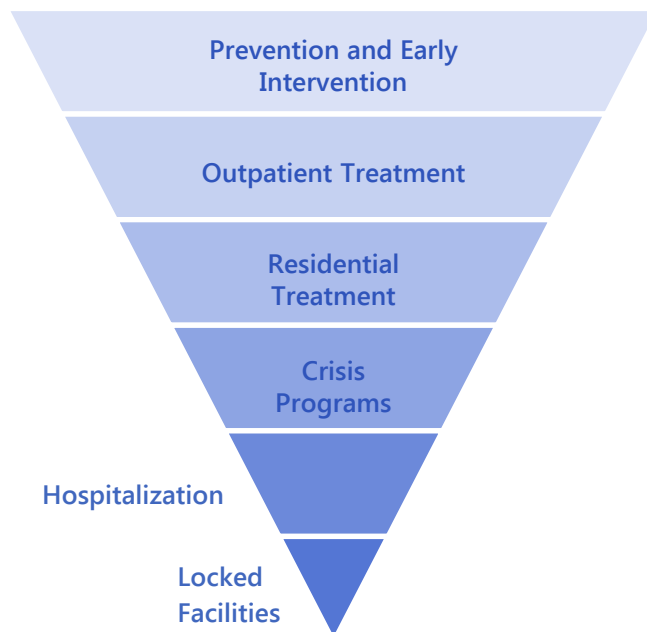 Prevention and Early
Intervention
Outpatient Treatment
Residential
Treatment
Crisis
Programs
Hospitalization
Locked
Facilities